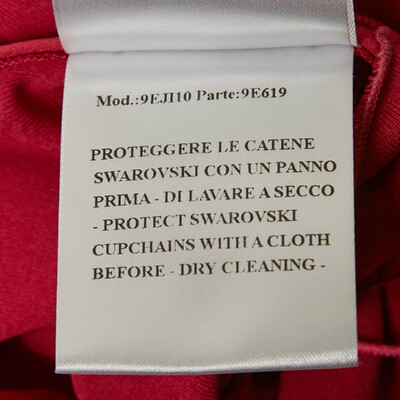 Mod.:9EJI10 Parte:9E619
PROTEGGERE LE CATENE
SWAROVSKI CON UN PANNO
PRIMA - DI LAVARE A SECCO
- PROTECT SWAROVSKI
CUPCHAINS WITH A CLOTH
BEFORE - DRY CLEANING -